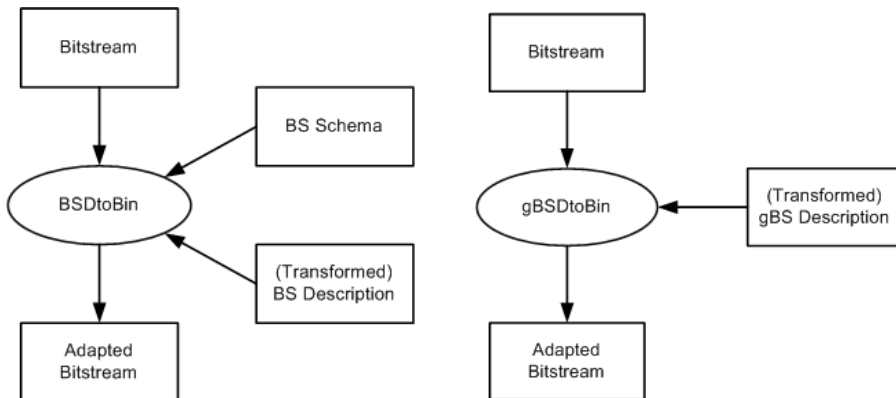 Bitstream
BS Schema
BSDtoBin
(Transformed)
BS Description
Adapted
Bitstream
Bitstream
gBSDtoBin
(Transformed)
gBS Description
Adapted
Bitstream